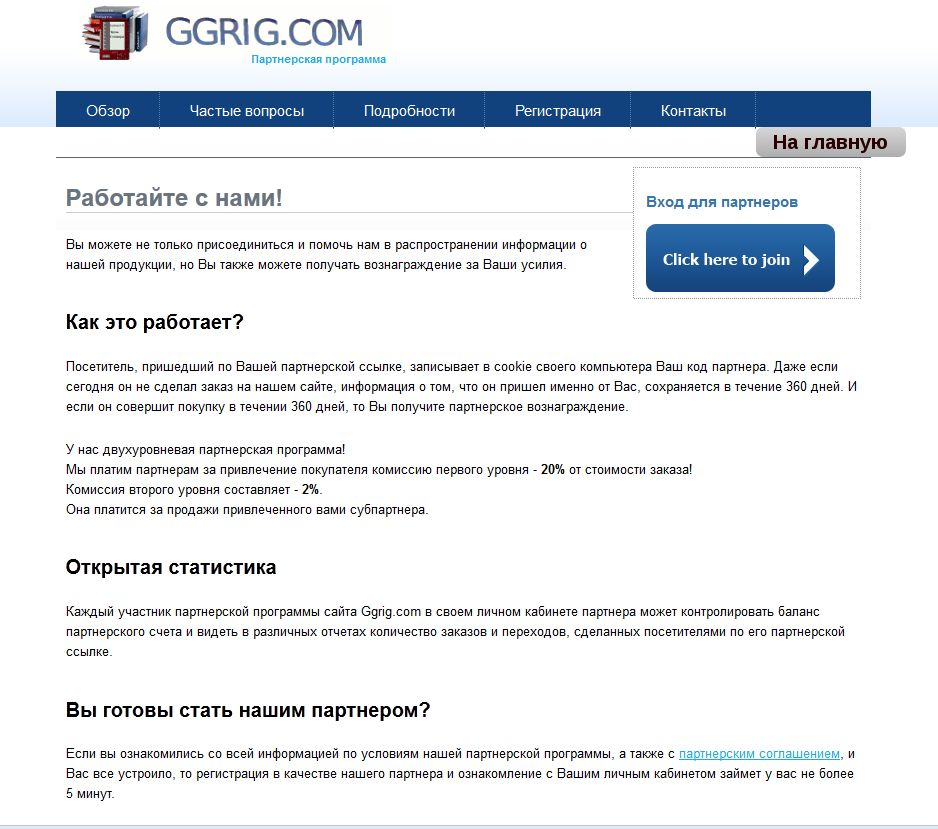 GGRIG.COM
Партнерская программа
Обзор Частые вопросы Подробности Регистрация Контакты
На главную
Работайте с нами!
Вход для партнеров
Click here to join
Вы можете не только присоединиться и помочь нам в распространении информации о
нашей продукции, но Вы также можете получать вознаграждение за Ваши усилия.
Как это работает?
Посетитель, пришедший по Вашей партнерской ссылке, записывает в cookie своего компьютера Ваш код партнера. Даже если
сегодня он не сделал заказ на нашем сайте, информация о том, что он пришел именно от Вас, сохраняется в течение 360 дней. И
если он совершит покупку в течении 360 дней, то Вы получите партнерское вознаграждение.
У нас двухуровневая партнерская программа!
Мы платим партнерам за привлечение покупателя комиссию первого уровня - 20% от стоимости заказа!
Комиссия второго уровня составляет - 2%.
Она платится за продажи привлеченного вами субпартнера.
Открытая статистика
Каждый участник партнерской программы сайта Ggrig.com в своем личном кабинете партнера может контролировать баланс
партнерского счета и видеть в различных отчетах количество заказов и переходов, сделанных посетителями по его партнерской
ссылке.
Вы готовы стать нашим партнером?
Если вы ознакомились со всей информацией по условиям нашей партнерской программы, а также с партнерским соглашением, и
Вас все устроило, то регистрация в качестве нашего партнера и ознакомление с Вашим личным кабинетом займет у вас не более
5 минут.